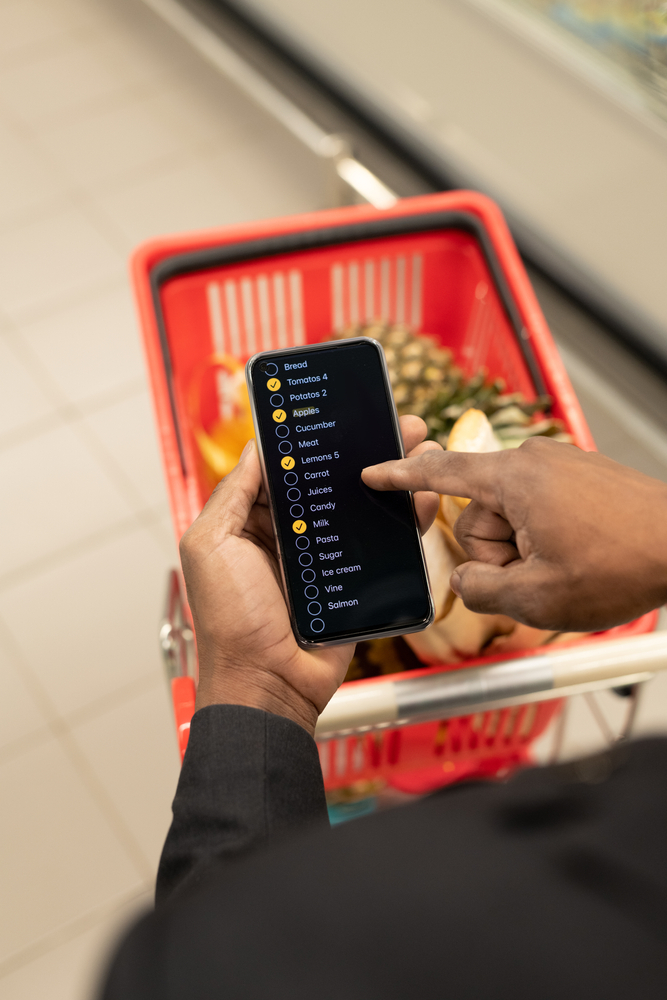 Bread
Tomatos 4
Potatos 2
Apples
Cucumber
Meat
Lemons 5
Carrot
Juices
Candy
Milk
Pasta
Sugar
Ice cream
Vine
Salmon